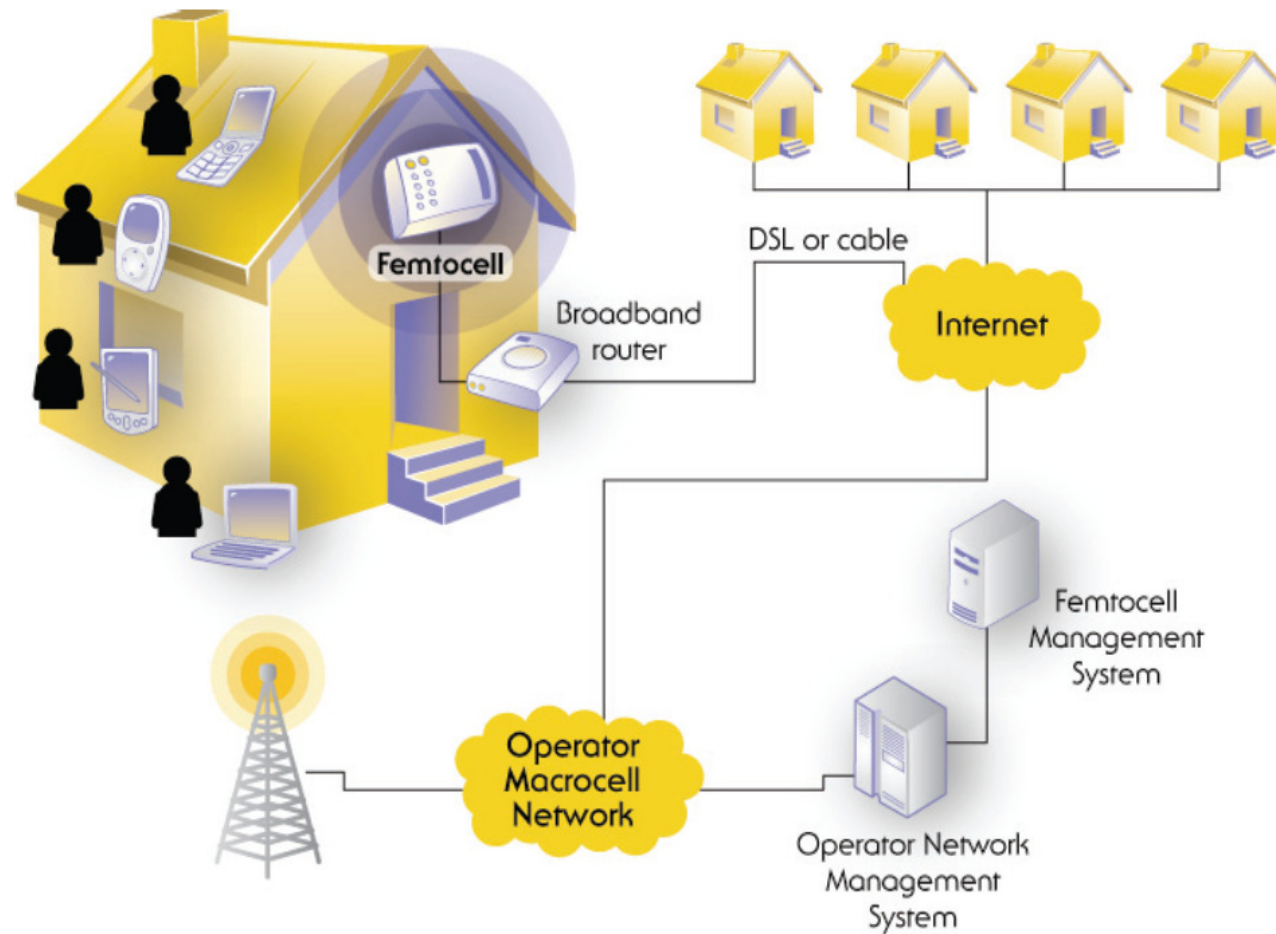 DSL or cable
Femtocell
Broadband
router
Internet
Femtocell
Management
System
Operator
Macrocell
Network
Operator Network
Management
System